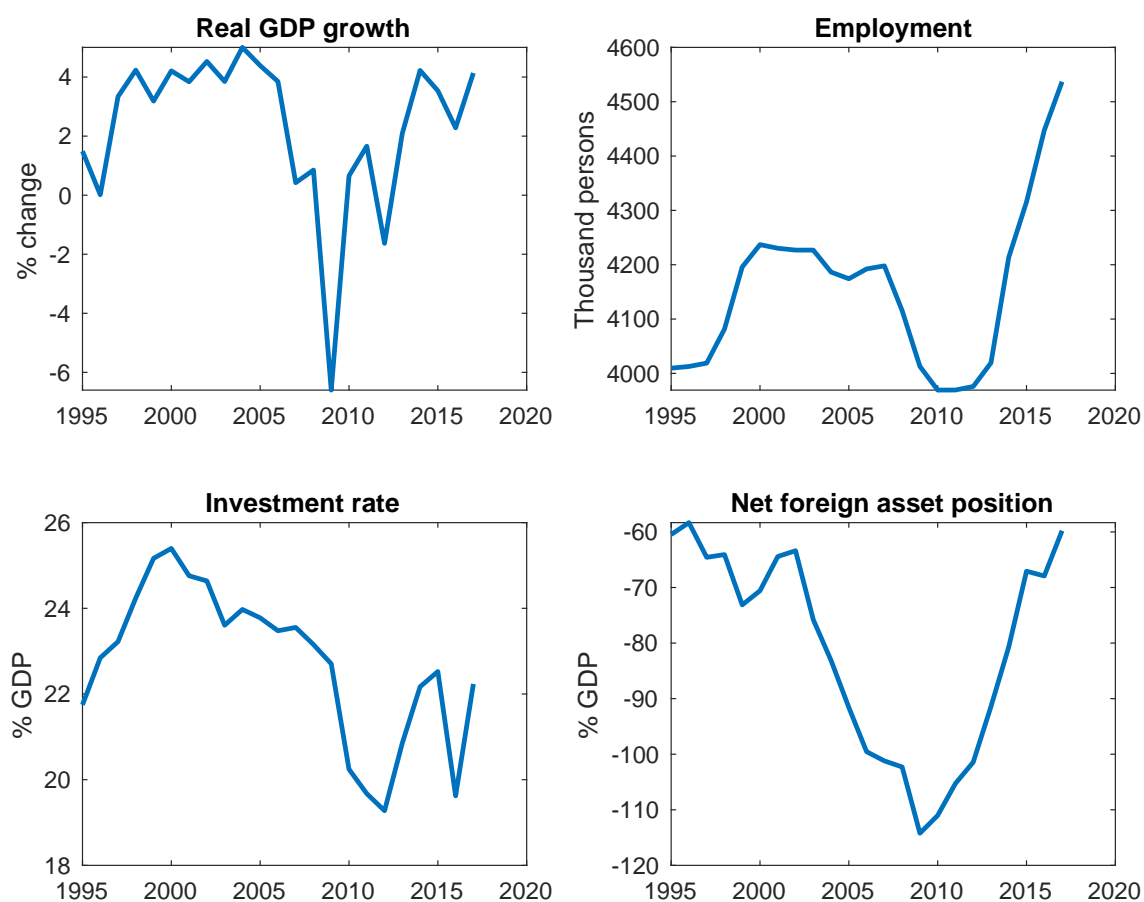 Real GDP growth
% change
4
2
0
-2
-4
-6
1995 2000 2005 2010 2015 2020
Employment
Thousand persons
4600
4500
4400
4300
4200
4100
4000
1995 2000 2005 2010 2015 2020
Investment rate
% GDP
26
24
22
20
18
1995 2000 2005 2010 2015 2020
Net foreign asset position
% GDP
-60
-70
-80
-90
-100
-110
-120
1995 2000 2005 2010 2015 2020